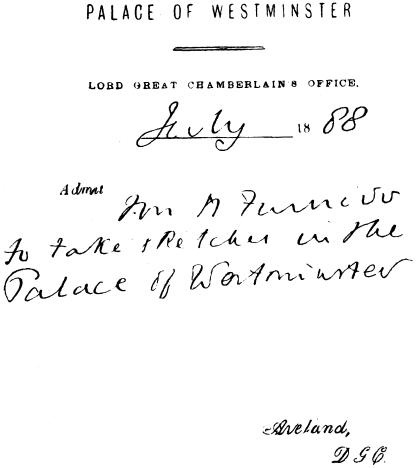 PALACE OF WESTMINSTER
LORD GREAT CHAMBERLAIN'S OFFICE.
July 1888
Admit Mr H Furniss
to take sketches in the
Palace of Westminster
Aveland,
D G C.